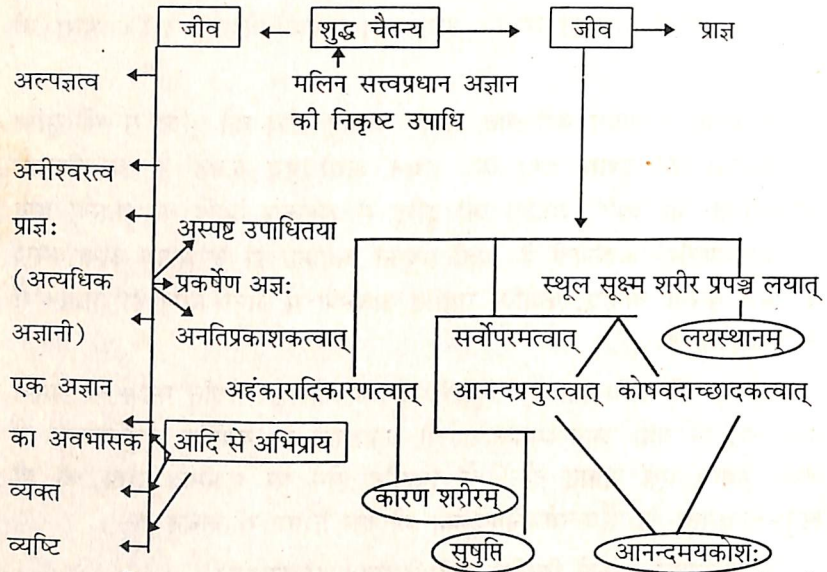 जीव शुद्ध चैतन्य जीव प्राज्ञ
अल्पज्ञत्व
मलिन सत्त्वप्रधान अज्ञान
की निकृष्ट उपाधि
अनीश्वरत्व
प्राज्ञः
(अत्यधिक
अज्ञानी)
अस्पष्ट उपाधितया
प्रकर्षेण अज्ञः
अनतिप्रकाशकत्वात्
एक अज्ञान
का अवभासक
आदि से अभिप्राय
व्यक्त
व्यष्टि
स्थूल सूक्ष्म शरीर प्रपञ्च लयात्
सर्वोपरमत्वात् लयस्थानम्
अहंकारादिकारणत्वात् आनन्दप्रचुरत्वात् कोषवदाच्छादकत्वात्
कारण शरीरम्
सुषुप्ति आनन्दमयकोशः